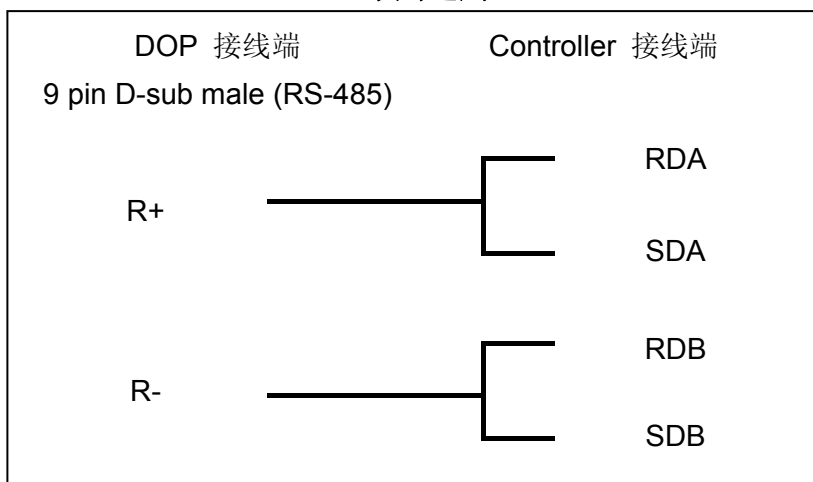 DOP 接线端 Controller 接线端
9 pin D-sub male (RS-485)
RDA
R+
SDA
RDB
R-
SDB